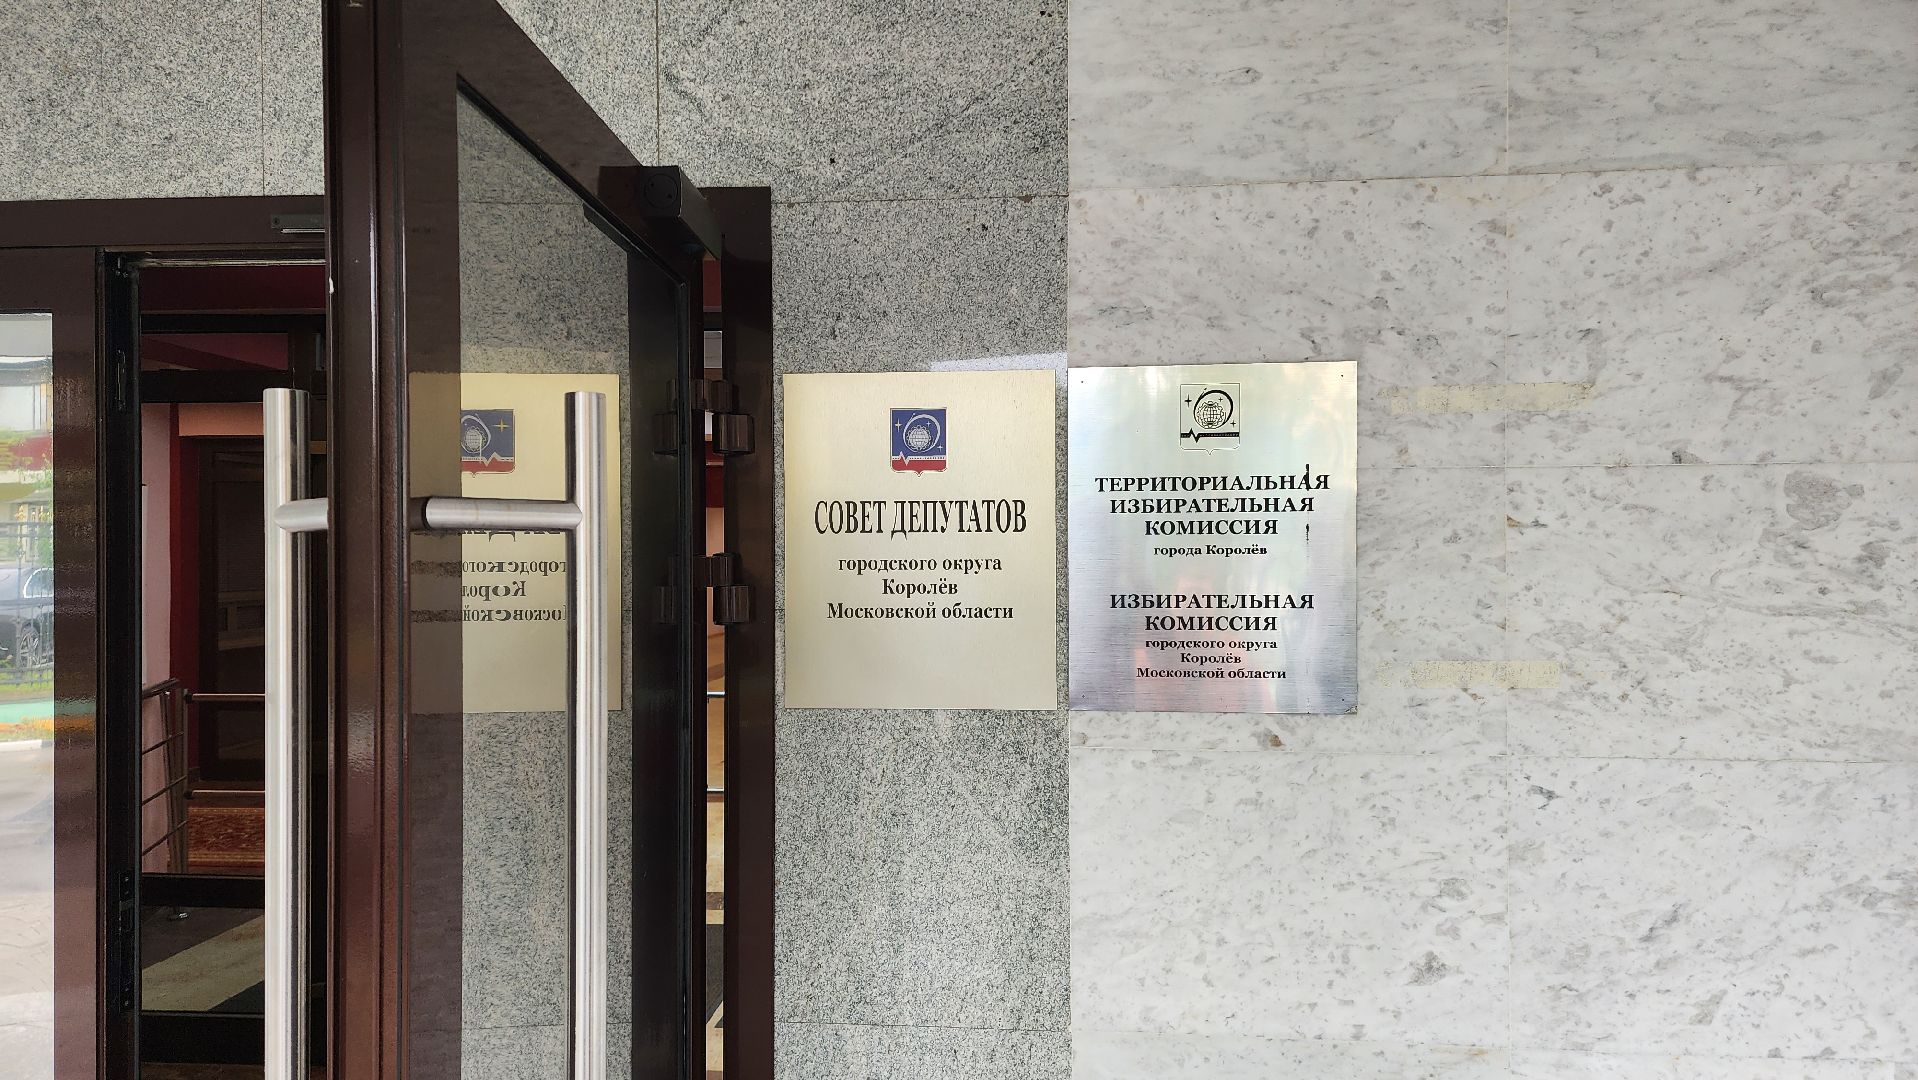 СОВЕТ ДЕПУТАТОВ
городского округа
Королёв
Московской области
ТЕРРИТОРИАЛЬНАЯ
ИЗБИРАТЕЛЬНАЯ
КОМИССИЯ
города Королёв
ИЗБИРАТЕЛЬНАЯ
КОМИССИЯ
городского округа
Королёв
Московской области